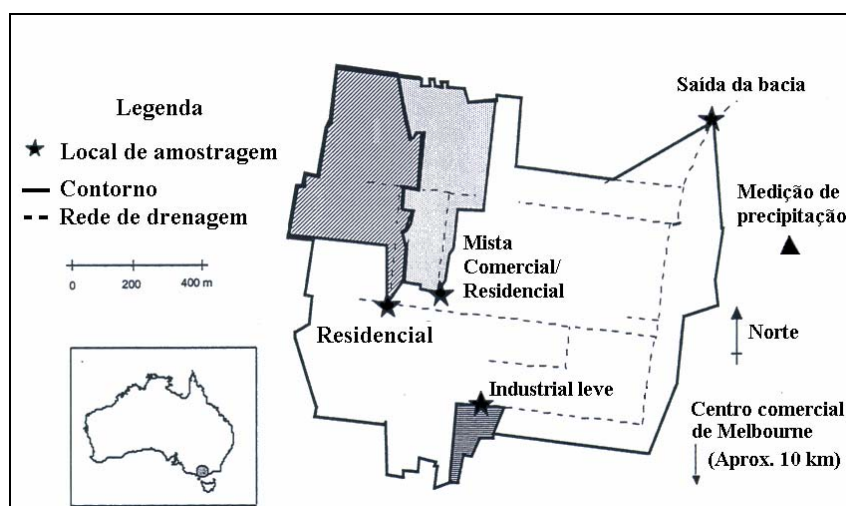 Legenda
Local de amostragem
Contorno
Rede de drenagem
0 200 400 m
Saída da bacia
Medição de
precipitação
Mista
Comercial/
Residencial
Residencial
Norte
Industrial leve
Centro comercial
de Melbourne
(Aprox. 10 km)